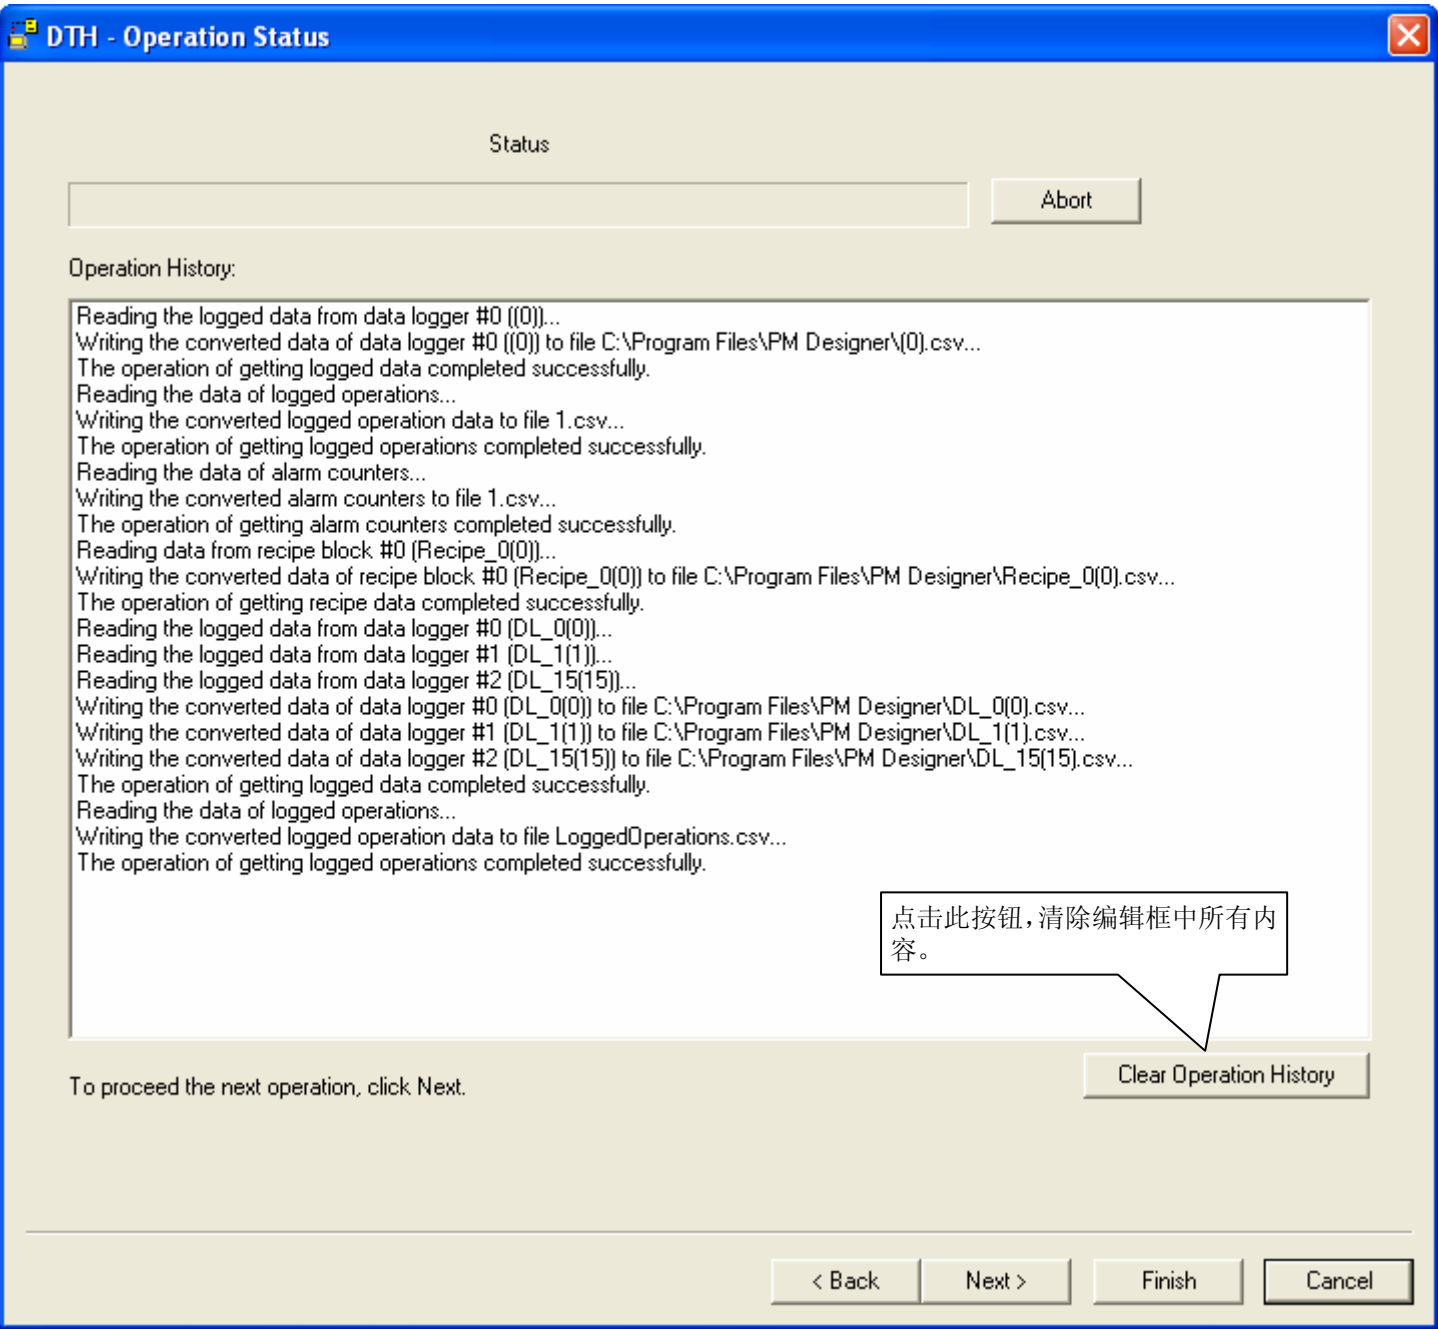 DTH - Operation Status
Status
Abort
Operation History:
Reading the logged data from data logger #0 ((0))...
Writing the converted data of data logger #0 ((0)) to file C:\Program Files\PM Designer\(0).csv...
The operation of getting logged data completed successfully.
Reading the data of logged operations...
Writing the converted logged operation data to file 1.csv...
The operation of getting logged operations completed successfully.
Reading the data of alarm counters...
Writing the converted alarm counters to file 1.csv...
The operation of getting alarm counters completed successfully.
Reading data from recipe block #0 (Recipe_0(0))...
Writing the converted data of recipe block #0 (Recipe_0(0)) to file C:\Program Files\PM Designer\Recipe_0(0).csv...
The operation of getting recipe data completed successfully.
Reading the logged data from data logger #0 (DL_0(0))...
Reading the logged data from data logger #1 (DL_1(1))...
Reading the logged data from data logger #2 (DL_15(15))...
Writing the converted data of data logger #0 (DL_0(0)) to file C:\Program Files\PM Designer\DL_0(0).csv...
Writing the converted data of data logger #1 (DL_1(1)) to file C:\Program Files\PM Designer\DL_1(1).csv...
Writing the converted data of data logger #2 (DL_15(15)) to file C:\Program Files\PM Designer\DL_15(15).csv...
The operation of getting logged data completed successfully.
Reading the data of logged operations...
Writing the converted logged operation data to file LoggedOperations.csv...
The operation of getting logged operations completed successfully.
点击此按钮，清除编辑框中所有内
容。
Clear Operation History
To proceed the next operation, click Next.
< Back
Next >
Finish
Cancel